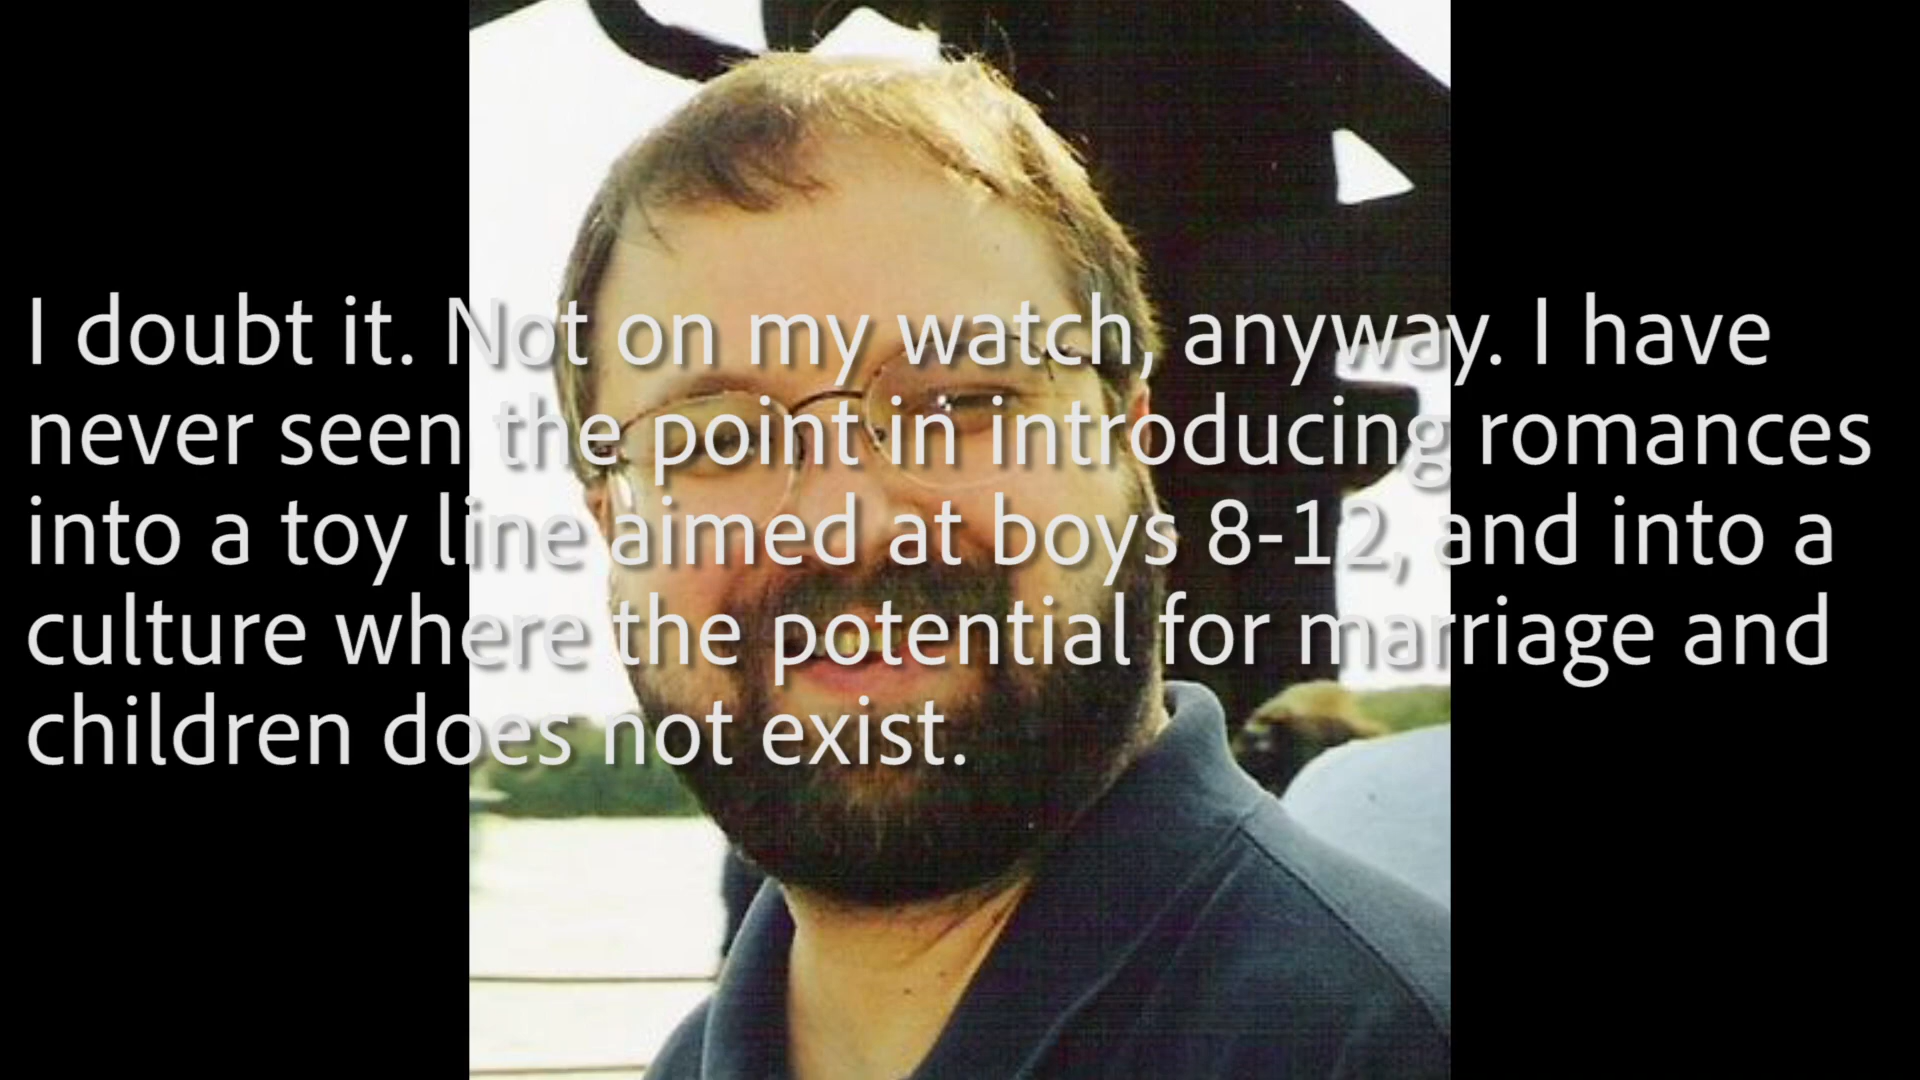 I doubt it. Not on my watch, anyway. I have
never seen the point in introducing romances
into a toy line aimed at boys 8-12, and into a
culture where the potential for marriage and
children does not exist.